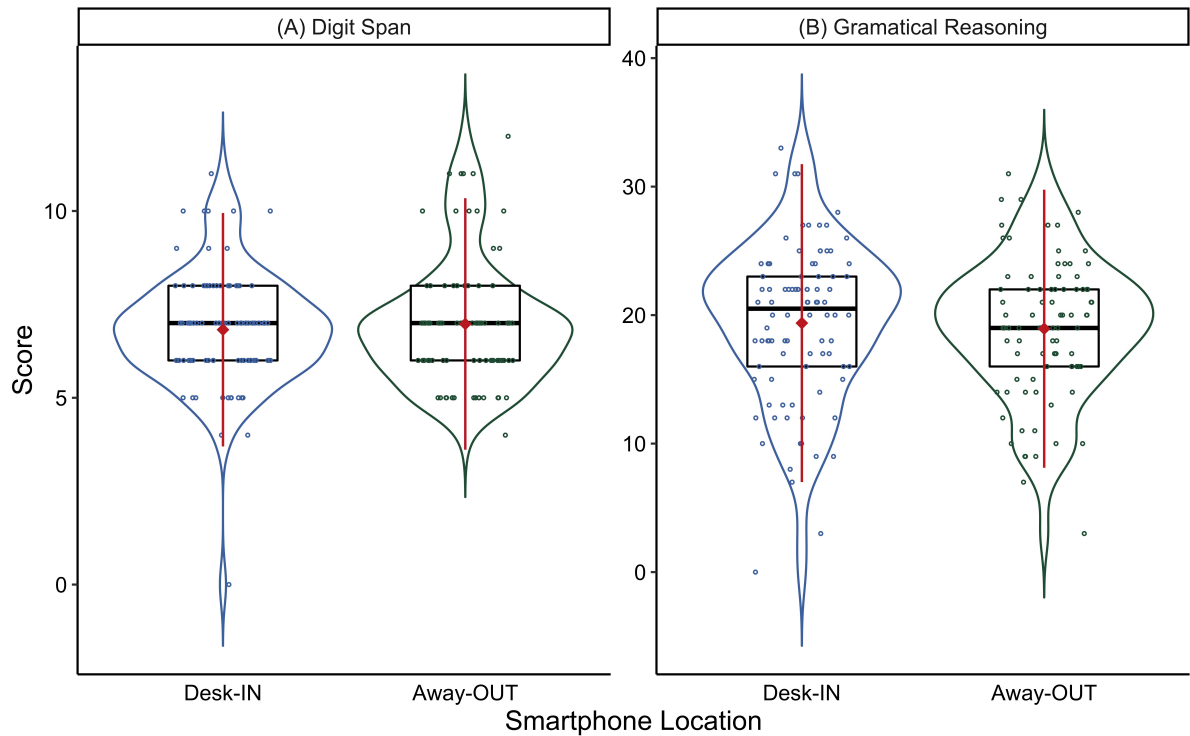 (A) Digit Span
(B) Gramatical Reasoning
Score
10
5
0
40
30
20
10
0
Desk-IN
Away-OUT
Desk-IN
Away-OUT
Smartphone Location